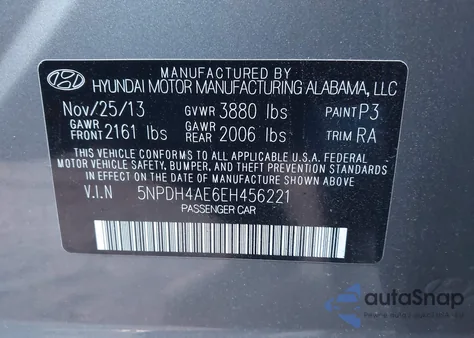 MANUFACTURED BY
HYUNDAI MOTOR MANUFACTURING ALABAMA, LLC
Nov/25/13 GVWR 3880 lbs PAINT P3
GAWR FRONT 2161 lbs GAWR REAR 2006 lbs TRIM RA
THIS VEHICLE CONFORMS TO ALL APPLICABLE U.S.A. FEDERAL
MOTOR VEHICLE SAFETY, BUMPER, AND THEFT PREVENTION
STANDARDS IN EFFECT ON THE DATE OF MANUFACTURE SHOWN ABOVE.
V.I.N 5NPDH4AE6EH456221
PASSENGER CAR
autoSnap